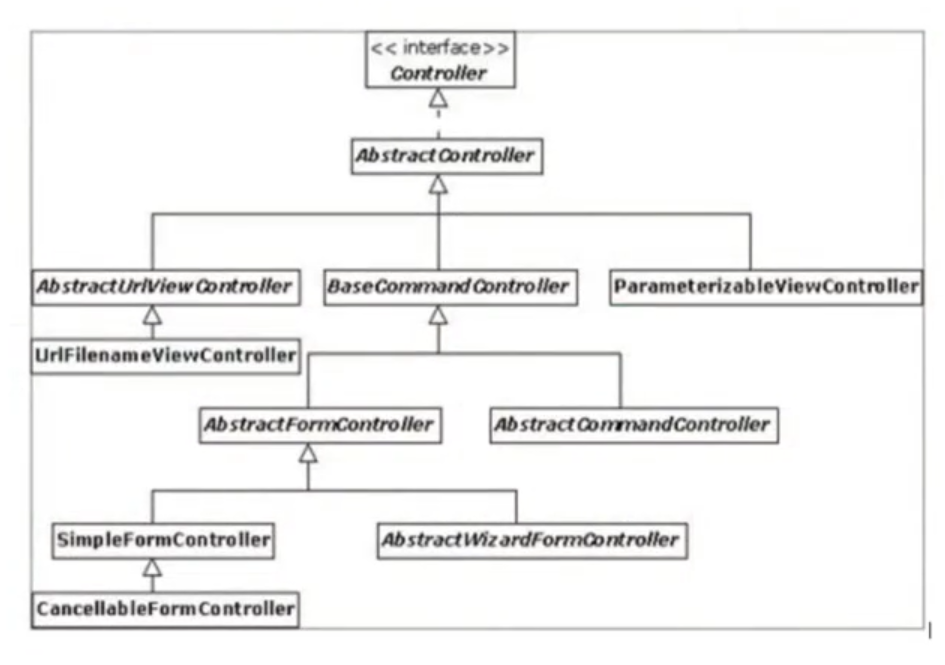 << interface>>
Controller
AbstractController
AbstractUrlViewController
BaseCommandController
ParameterizableViewController
UrlFilenameViewController
AbstractFormController
AbstractCommandController
SimpleFormController
AbstractWizardFormController
CancellableFormController